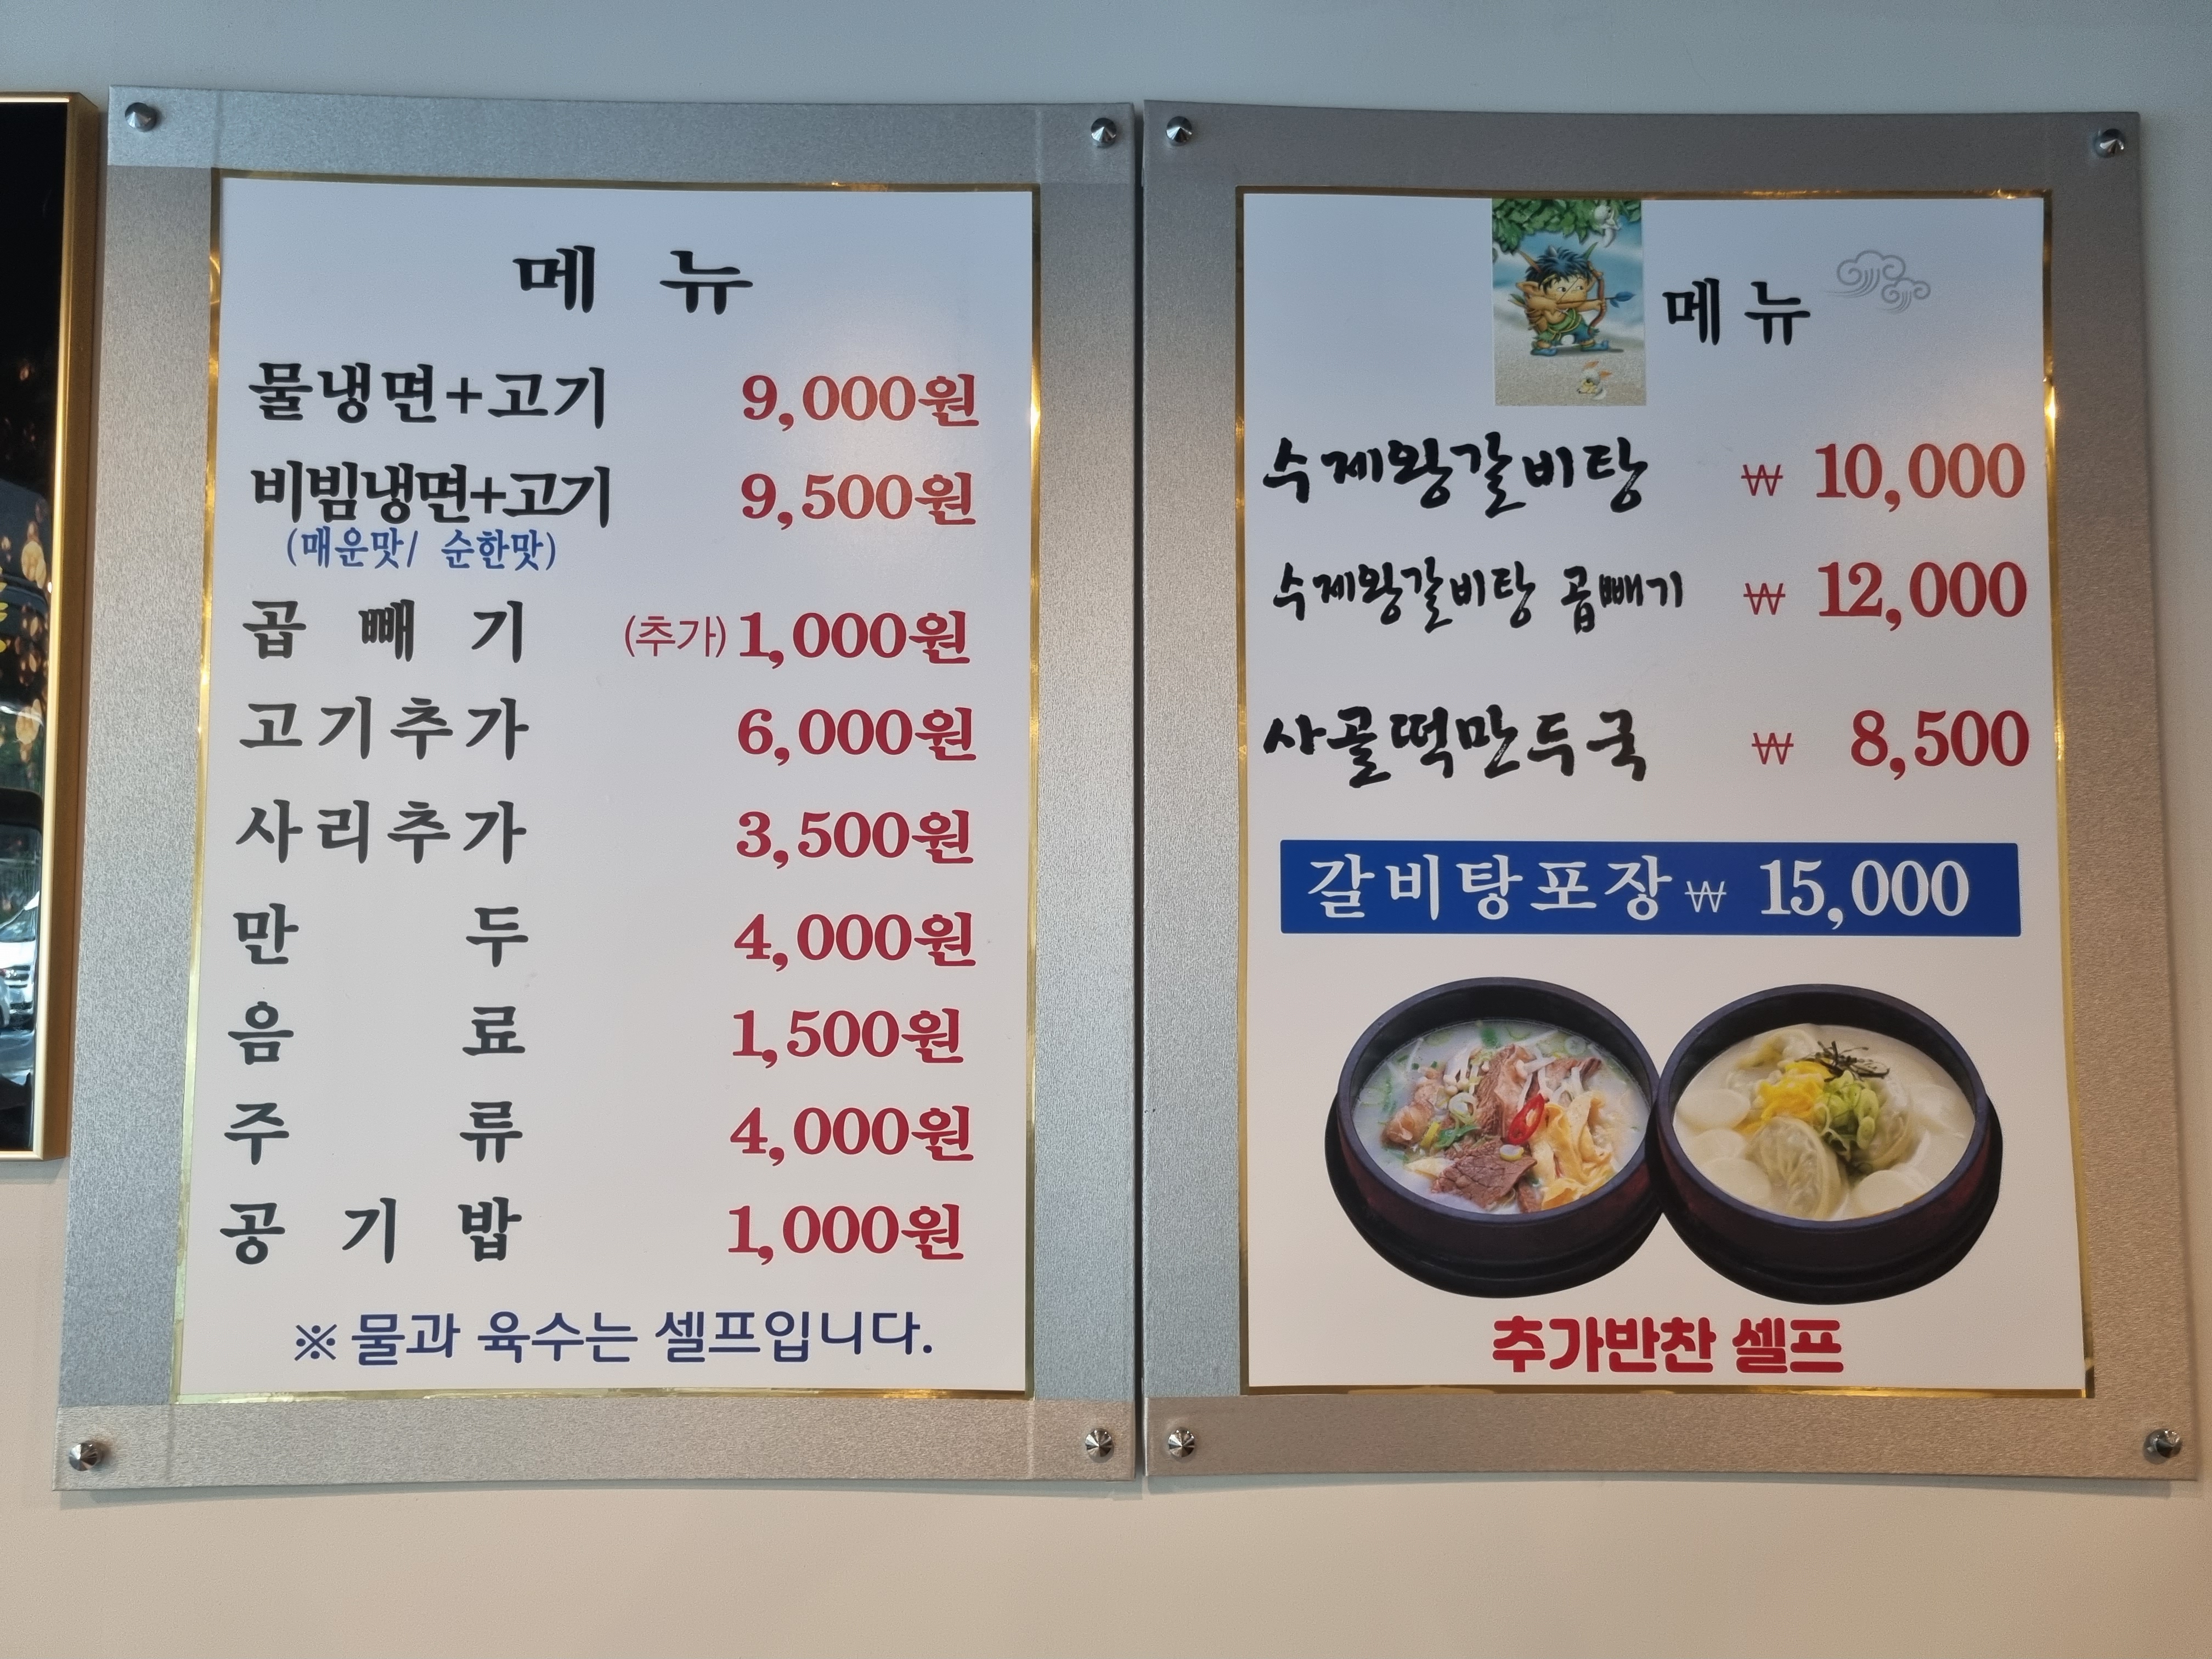 메 뉴
물냉면+고기 9,000원
비빔냉면+고기 9,500원
(매운맛/ 순한맛)
곱 빼 기 (추가) 1,000원
고기추가 6,000원
사리추가 3,500원
만 두 4,000원
음 료 1,500원
주 류 4,000원
공 기 밥 1,000원
※ 물과 육수는 셀프입니다.
메뉴
수제왕갈비탕 ₩ 10,000
수제왕갈비탕 곱빼기 ₩ 12,000
사골떡만두국 ₩ 8,500
갈비탕포장 ₩ 15,000
추가반찬 셀프